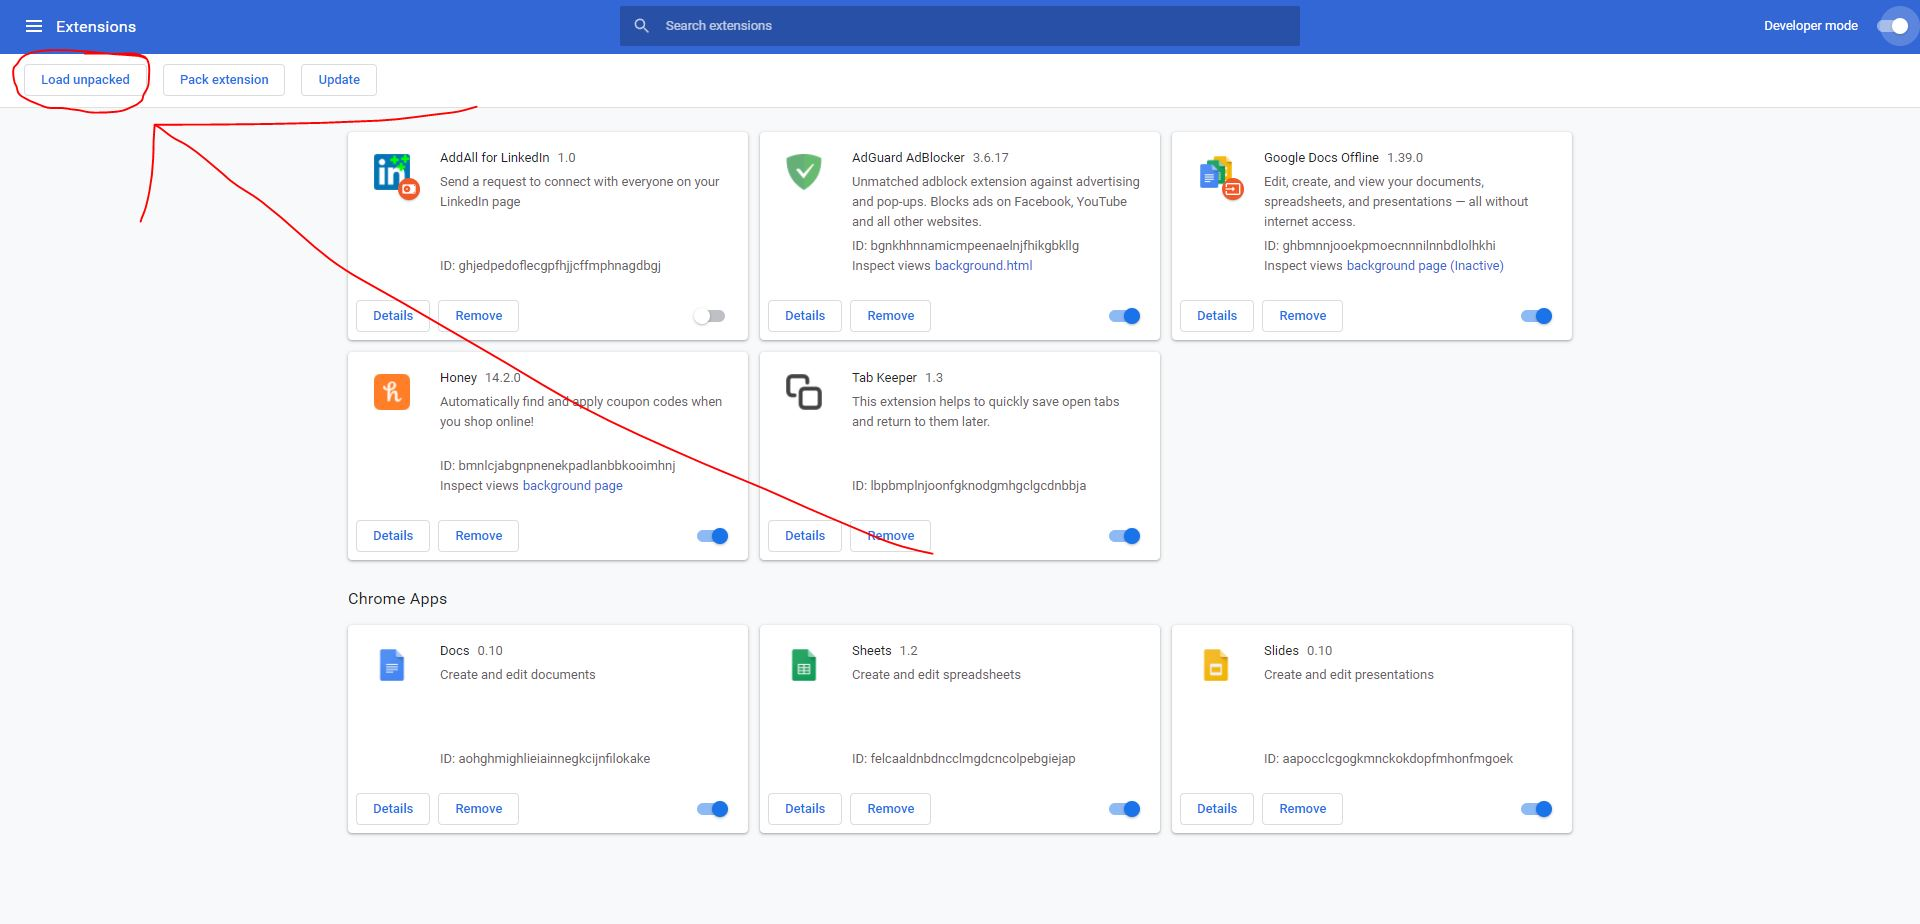 Extensions
Search extensions
Developer mode
Load unpacked
Pack extension
Update
AddAll for LinkedIn 1.0
Send a request to connect with everyone on your
LinkedIn page
ID: ghjedpedoflecgpfhjjcffmphnagdbgj
Details
Remove
AdGuard AdBlocker 3.6.17
Unmatched adblock extension against advertising
and pop-ups. Blocks ads on Facebook, YouTube
and all other websites.
ID: bgnkhhnnamicmpeenaelnjfhikgbkllg
Inspect views background.html
Details
Remove
Google Docs Offline 1.39.0
Edit, create, and view your documents,
spreadsheets, and presentations — all without
internet access.
ID: ghbmnnjooekpmoecnnnilnnbdlolhkhi
Inspect views background page (Inactive)
Details
Remove
Honey 14.2.0
Automatically find and apply coupon codes when
you shop online!
ID: bmnlcjabgnpnenekpadlanbbkooimhnj
Inspect views background page
Details
Remove
Tab Keeper 1.3
This extension helps to quickly save open tabs
and return to them later.
ID: lbpbmplnjoonfgknodgmhgclgcdnbbja
Details
Remove
Chrome Apps
Docs 0.10
Create and edit documents
ID: aohghmighlieiainnegkcijnfilokake
Details
Remove
Sheets 1.2
Create and edit spreadsheets
ID: felcaaldnbdncclmgdcncolpebgiejap
Details
Remove
Slides 0.10
Create and edit presentations
ID: aapocclcgogkmnckokdopfmhonfmgoek
Details
Remove